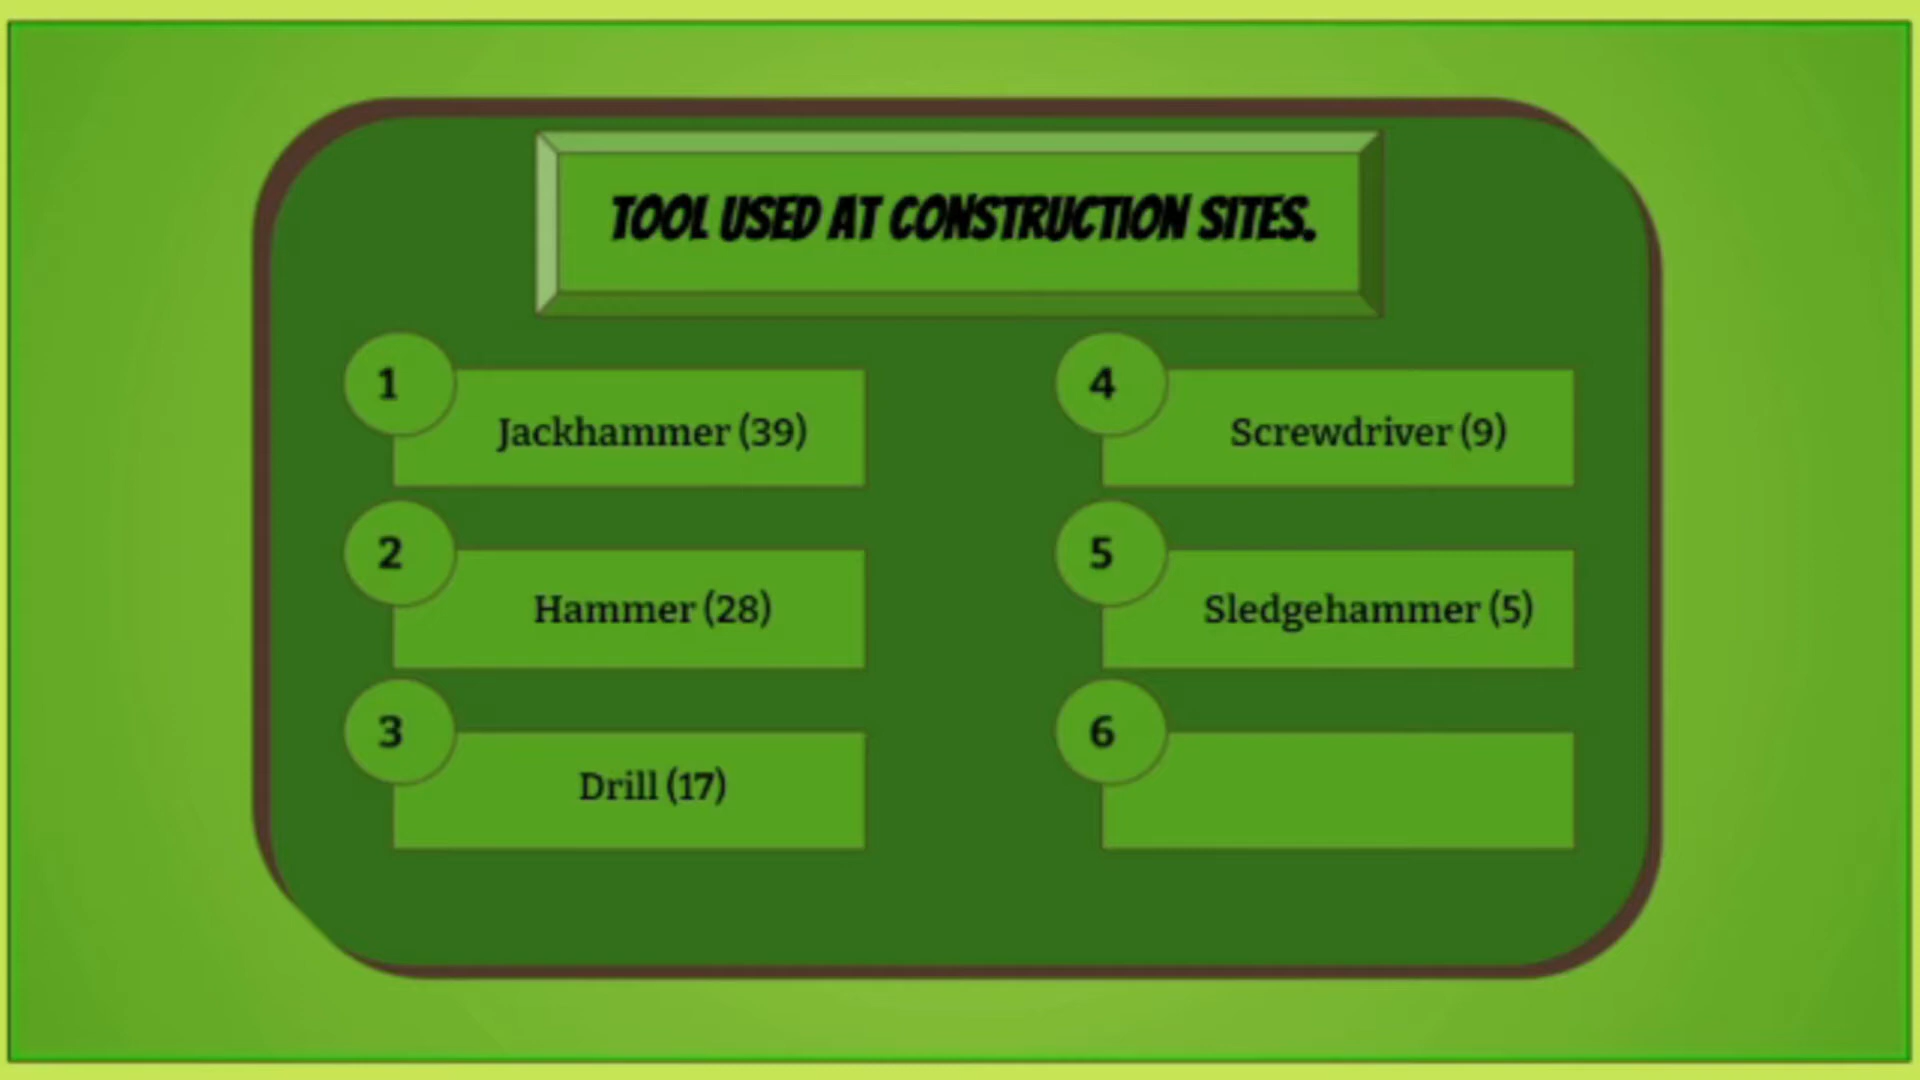 TOOL USED AT CONSTRUCTION SITES.
1
Jackhammer (39)
2
Hammer (28)
3
Drill (17)
4
Screwdriver (9)
5
Sledgehammer (5)
6